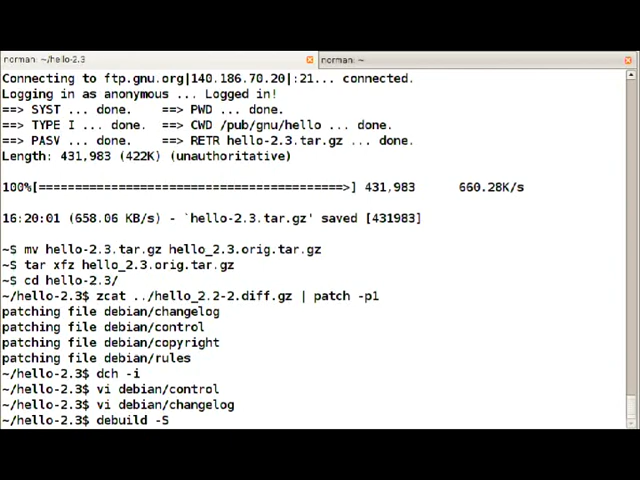 norman: ~/hello-2.3
norman: ~
Connecting to ftp.gnu.org|140.186.70.20|:21... connected.
Logging in as anonymous ... Logged in!
==> SYST ... done.    ==> PWD ... done.
==> TYPE I ... done.  ==> CWD /pub/gnu/hello ... done.
==> PASV ... done.    ==> RETR hello-2.3.tar.gz ... done.
Length: 431,983 (422K) (unauthoritative)
100%[======================================>] 431,983     660.28K/s
16:20:01 (658.06 KB/s) - `hello-2.3.tar.gz' saved [431983]
~$ mv hello-2.3.tar.gz hello_2.3.orig.tar.gz
~$ tar xfz hello_2.3.orig.tar.gz
~$ cd hello-2.3/
~/hello-2.3$ zcat ../hello_2.2-2.diff.gz | patch -p1
patching file debian/changelog
patching file debian/control
patching file debian/copyright
patching file debian/rules
~/hello-2.3$ dch -i
~/hello-2.3$ vi debian/control
~/hello-2.3$ vi debian/changelog
~/hello-2.3$ debuild -S